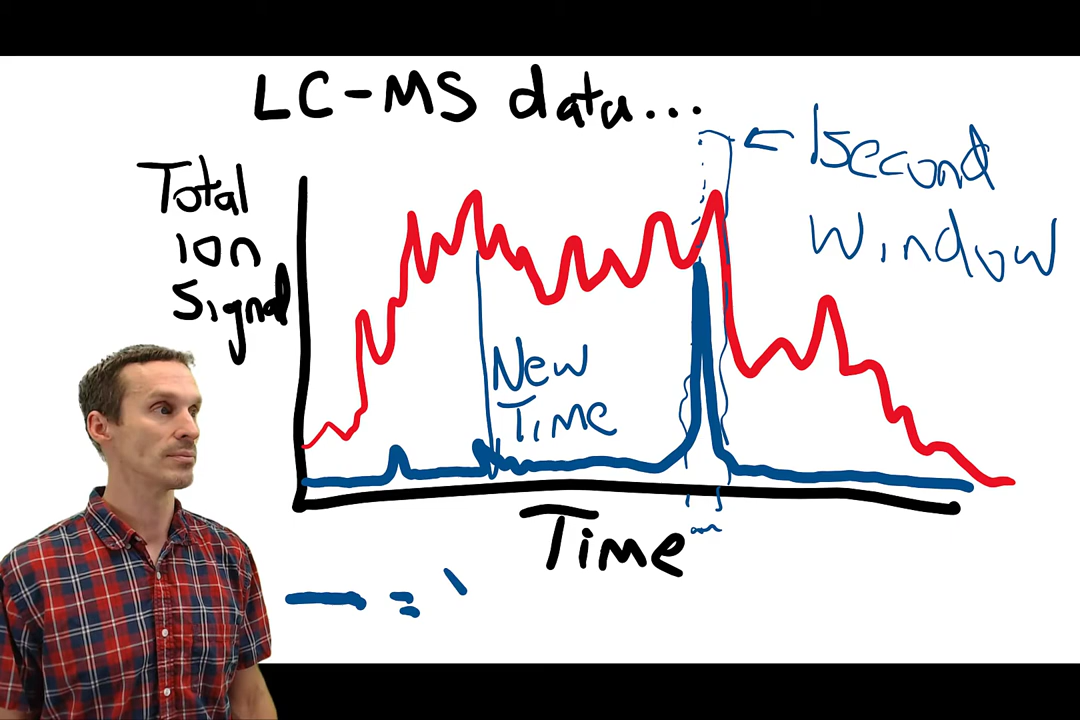 LC-MS data...
Total
ion
Signal
1second
Window
New
Time
Time
— =